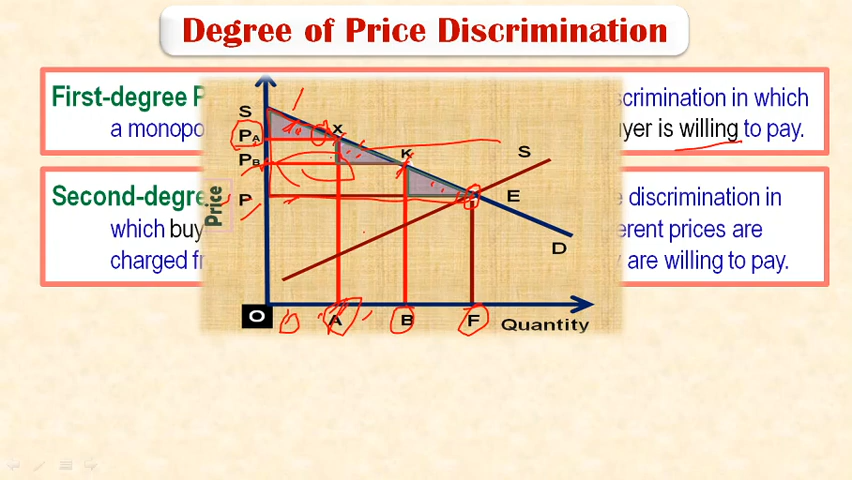 Degree of Price Discrimination
First-degree P
scrimination in which
a monopo
uyer is willing to pay.
Second-degre
e discrimination in
which buy
erent prices are
charged fr
y are willing to pay.
S
PA
X
PB
K
S
P
E
Price
D
O
A
B
F
Quantity